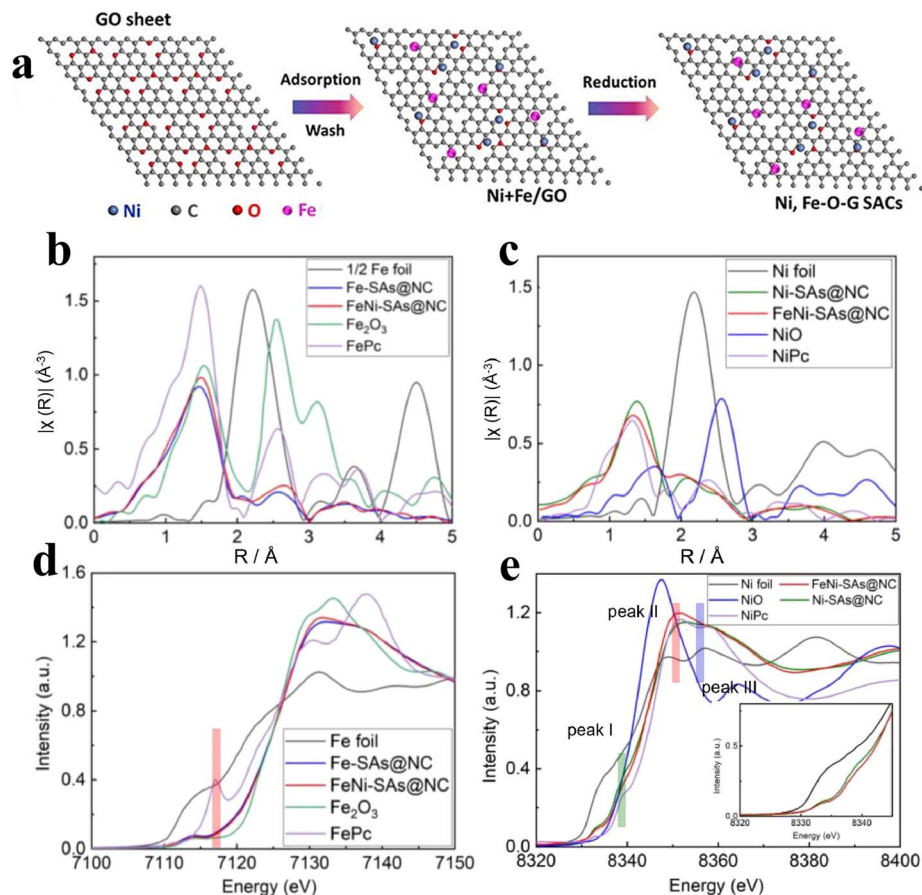 GO sheet
a
Adsorption
Wash
Reduction
Ni+Fe/GO
Ni, Fe-O-G SACs
Ni
C
O
Fe
b
1/2 Fe foil
Fe-SAs@NC
FeNi-SAs@NC
Fe₂O₃
FePc
|χ (R)| (Å⁻³)
1.5
1.0
0.5
0.0
0 1 2 3 4 5
R / Å
c
Ni foil
Ni-SAs@NC
FeNi-SAs@NC
NiO
NiPc
|χ (R)| (Å⁻³)
1.5
1.0
0.5
0.0
0 1 2 3 4 5
R / Å
d
Intensity (a.u.)
1.6
1.2
0.8
0.4
0.0
Fe foil
Fe-SAs@NC
FeNi-SAs@NC
Fe₂O₃
FePc
7100 7110 7120 7130 7140 7150
Energy (eV)
e
Ni foil FeNi-SAs@NC
NiO Ni-SAs@NC
NiPc
Intensity (a.u.)
1.2
0.8
0.4
0.0
peak II
peak III
peak I
Intensity (a.u.)
0.5
0.0
8320 8330 8340
Energy (eV)
8320 8340 8360 8380 8400
Energy (eV)